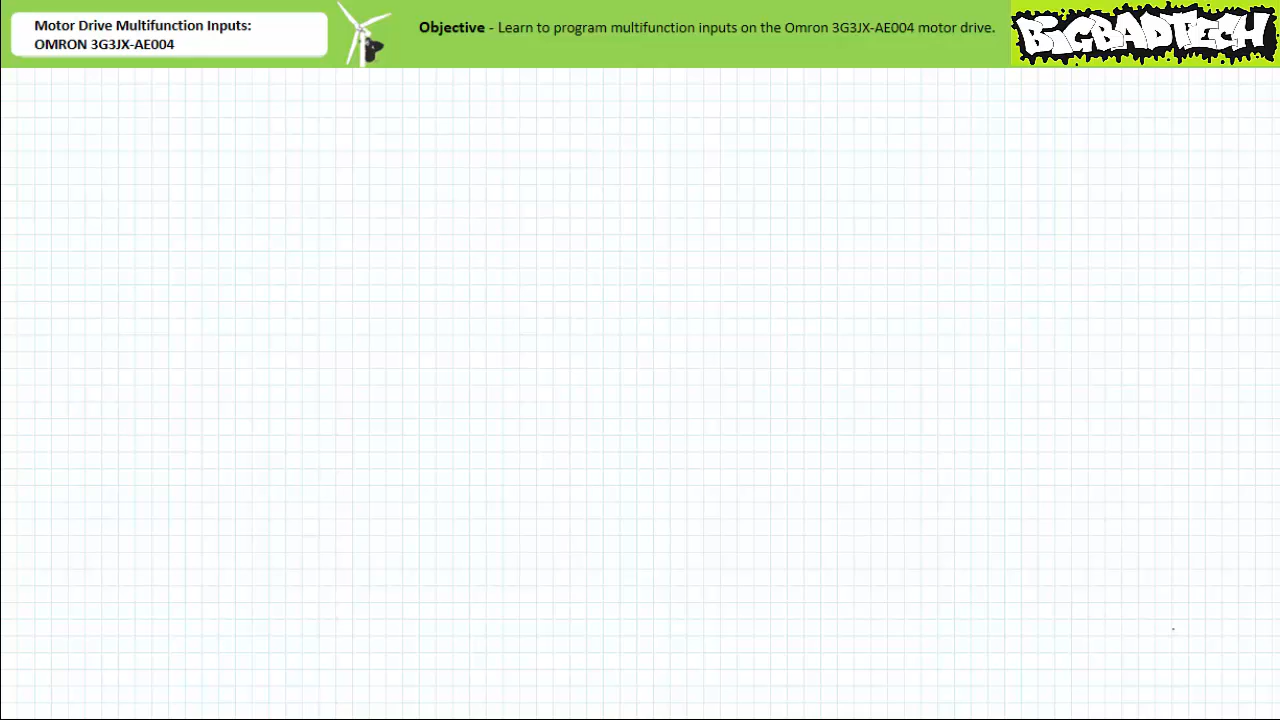 Motor Drive Multifunction Inputs:
OMRON 3G3JX-AE004
Objective - Learn to program multifunction inputs on the Omron 3G3JX-AE004 motor drive.
BIGBADTECH